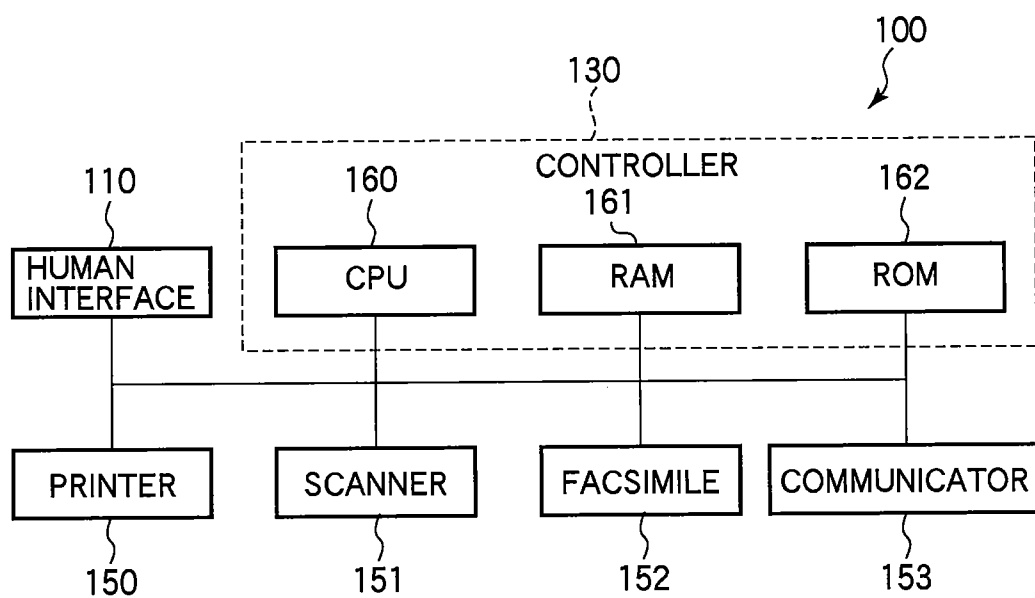 100
130
CONTROLLER
110
160
161
162
HUMAN
INTERFACE
CPU
RAM
ROM
PRINTER
SCANNER
FACSIMILE
COMMUNICATOR
150
151
152
153